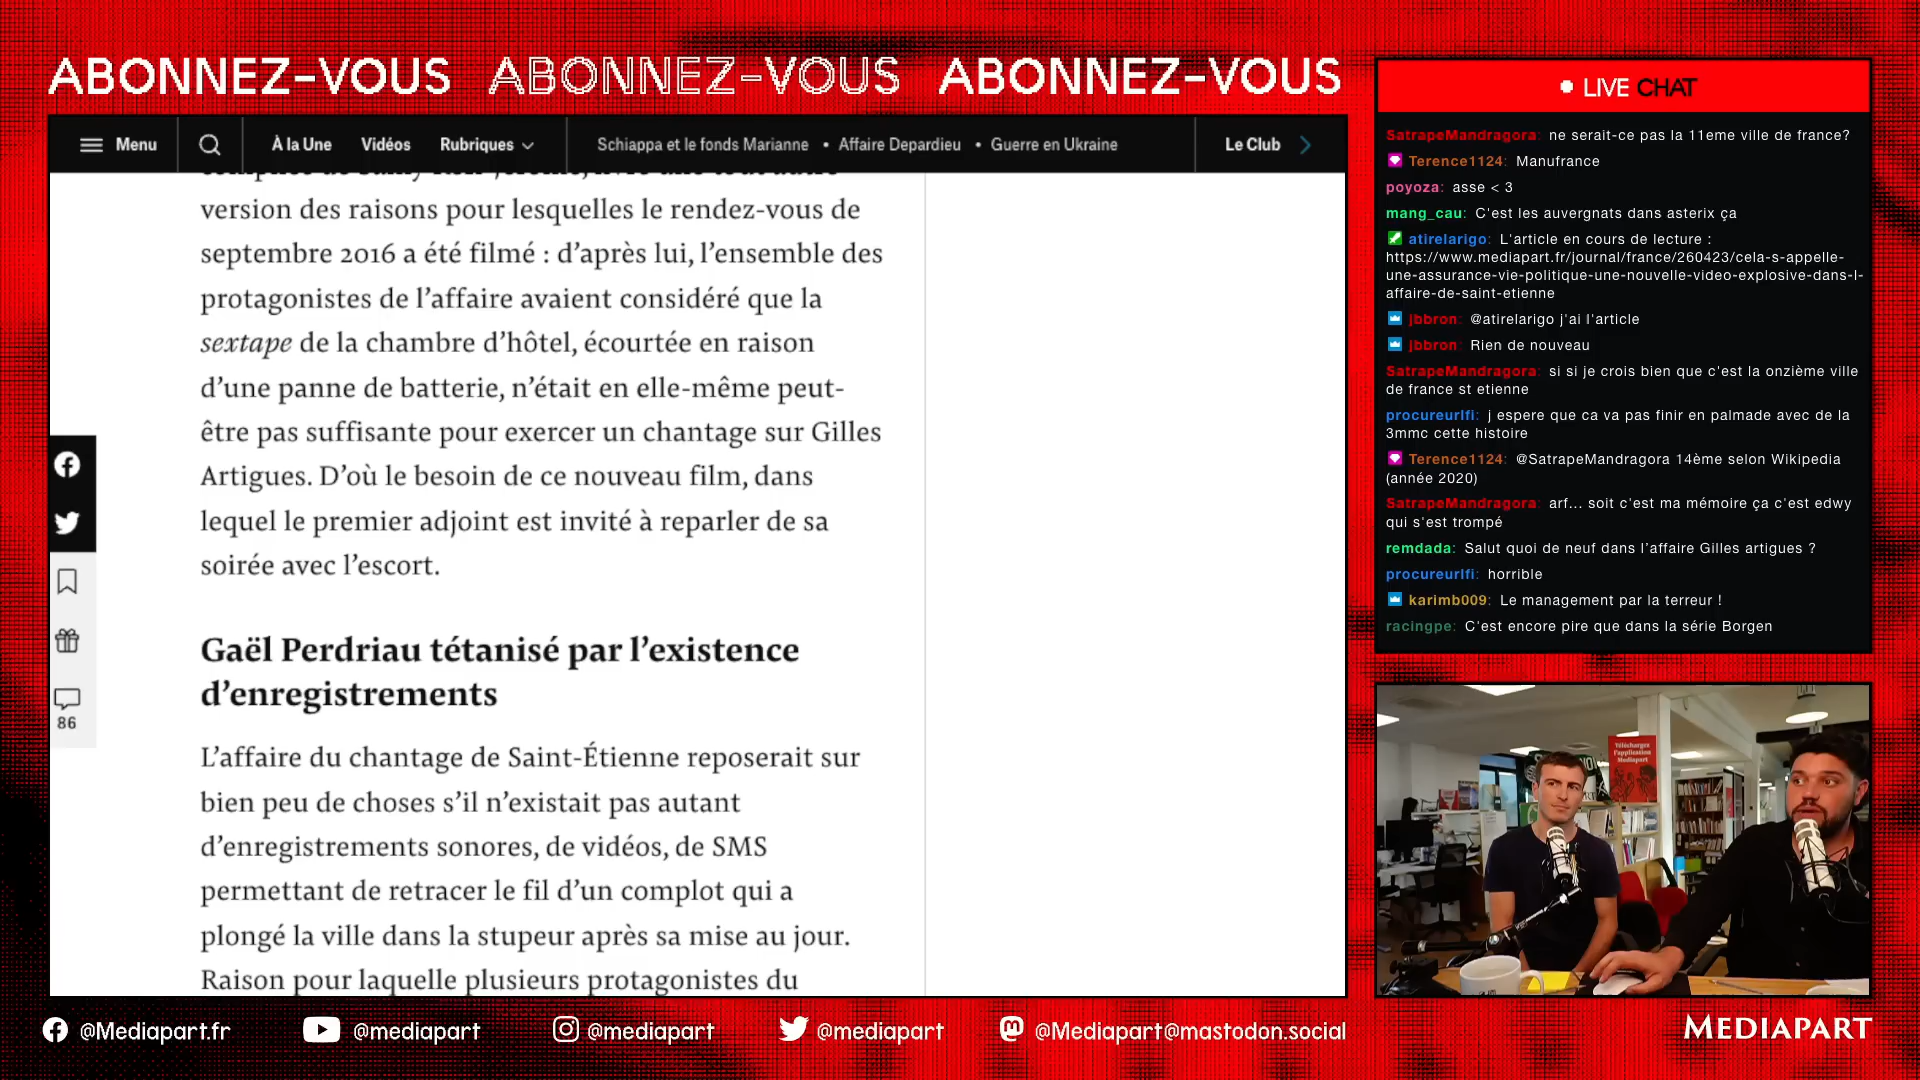 ABONNEZ-VOUS ABONNEZ-VOUS ABONNEZ-VOUS
Menu
À la Une
Vidéos
Rubriques
Schiappa et le fonds Marianne • Affaire Depardieu • Guerre en Ukraine
Le Club
version des raisons pour lesquelles le rendez-vous de
septembre 2016 a été filmé : d’après lui, l’ensemble des
protagonistes de l’affaire avaient considéré que la
sextape de la chambre d’hôtel, écourtée en raison
d’une panne de batterie, n’était en elle-même peut-
être pas suffisante pour exercer un chantage sur Gilles
Artigues. D’où le besoin de ce nouveau film, dans
lequel le premier adjoint est invité à reparler de sa
soirée avec l’escort.
Gaël Perdriau tétanisé par l’existence
d’enregistrements
L’affaire du chantage de Saint-Étienne reposerait sur
bien peu de choses s’il n’existait pas autant
d’enregistrements sonores, de vidéos, de SMS
permettant de retracer le fil d’un complot qui a
plongé la ville dans la stupeur après sa mise au jour.
Raison pour laquelle plusieurs protagonistes du
86
LIVE CHAT
SatrapeMandragora: ne serait-ce pas la 11eme ville de france?
Terence1124: Manufrance
poyoza: asse < 3
mang_cau: C'est les auvergnats dans asterix ça
atirelarigo: L'article en cours de lecture :
https://www.mediapart.fr/journal/france/260423/cela-s-appelle-
une-assurance-vie-politique-une-nouvelle-video-explosive-dans-l-
affaire-de-saint-etienne
jbbron: @atirelarigo j'ai l'article
jbbron: Rien de nouveau
SatrapeMandragora: si si je crois bien que c'est la onzième ville
de france st etienne
procureurlfi: j espere que ca va pas finir en palmade avec de la
3mmc cette histoire
Terence1124: @SatrapeMandragora 14ème selon Wikipedia
(année 2020)
SatrapeMandragora: arf... soit c'est ma mémoire ça c'est edwy
qui s'est trompé
remdada: Salut quoi de neuf dans l'affaire Gilles artigues ?
procureurlfi: horrible
karimb009: Le management par la terreur !
racingpe: C'est encore pire que dans la série Borgen
Téléchargez
l'application
Mediapart
@Mediapart.fr
@mediapart
@mediapart
@mediapart
@Mediapart@mastodon.social
MEDIAPART